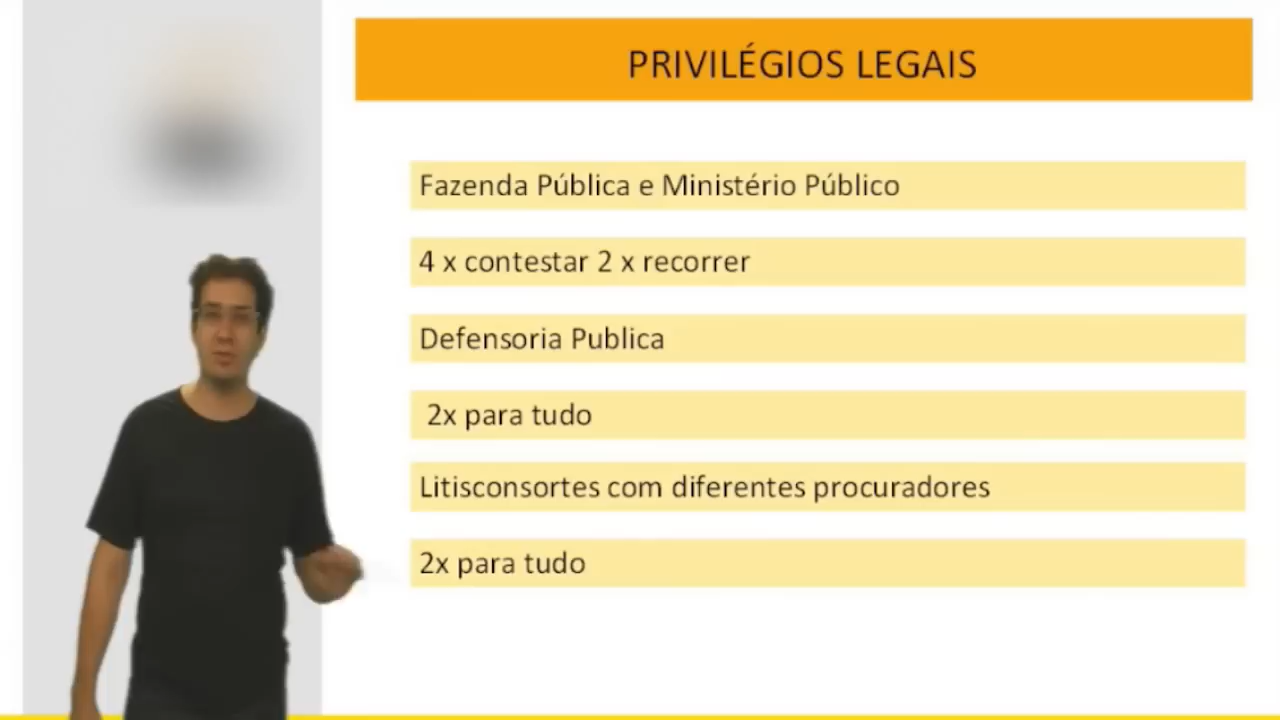 PRIVILÉGIOS LEGAIS
Fazenda Pública e Ministério Público
4 x contestar 2 x recorrer
Defensoria Publica
2x para tudo
Litisconsortes com diferentes procuradores
2x para tudo